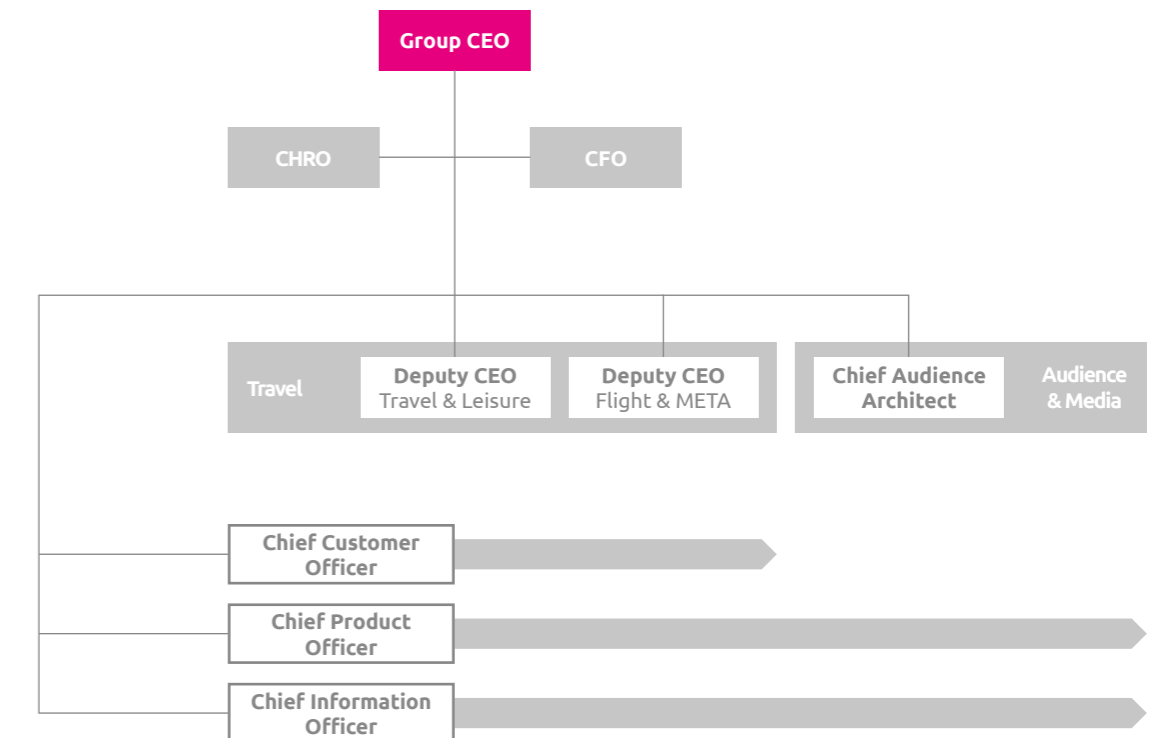 Group CEO
CHRO
CFO
Travel
Deputy CEO
Travel & Leisure
Deputy CEO
Flight & META
Chief Audience
Architect
Audience
& Media
Chief Customer
Officer
Chief Product
Officer
Chief Information
Officer